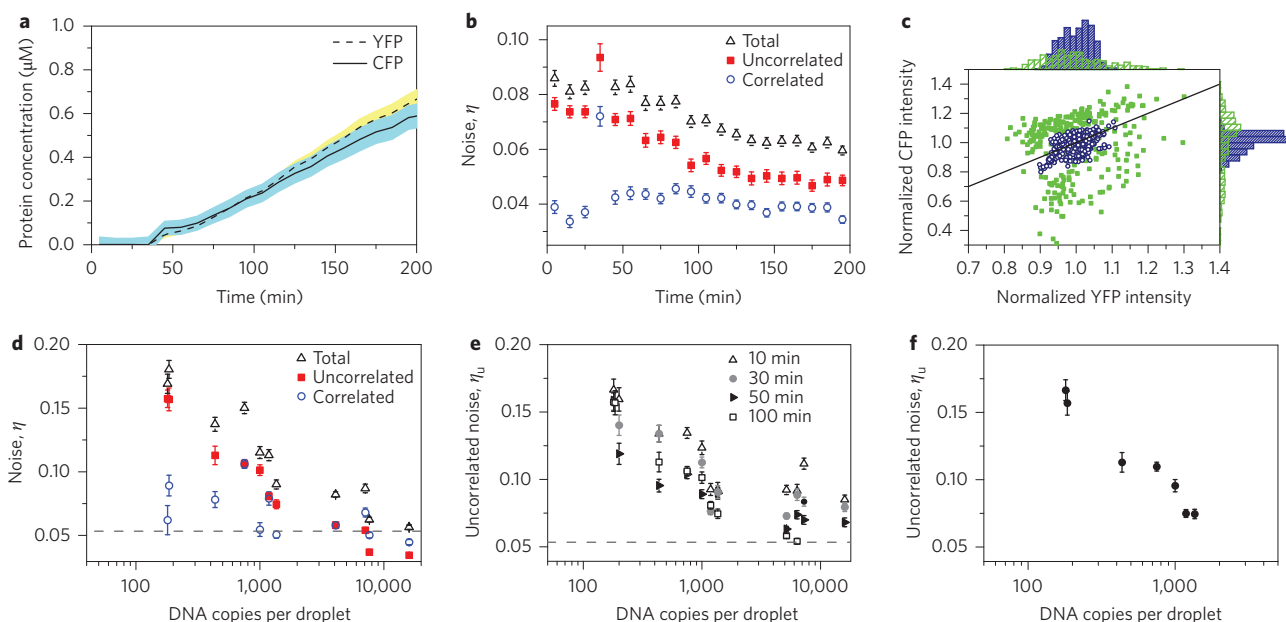 a
1.0
0.8
0.6
0.4
0.2
0.0
0
50
100
150
200
Protein concentration (μM)
Time (min)
YFP
CFP
b
0.10
0.08
0.06
0.04
0
50
100
150
200
Noise, η
Time (min)
Total
Uncorrelated
Correlated
c
1.4
1.2
1.0
0.8
0.6
0.4
0.7
0.8
0.9
1.0
1.1
1.2
1.3
1.4
Normalized CFP intensity
Normalized YFP intensity
d
0.20
0.15
0.10
0.05
100
1,000
10,000
Noise, η
DNA copies per droplet
Total
Uncorrelated
Correlated
e
0.20
0.15
0.10
0.05
100
1,000
10,000
Uncorrelated noise, ηu
DNA copies per droplet
10 min
30 min
50 min
100 min
f
0.20
0.15
0.10
0.05
100
1,000
Uncorrelated noise, ηu
DNA copies per droplet